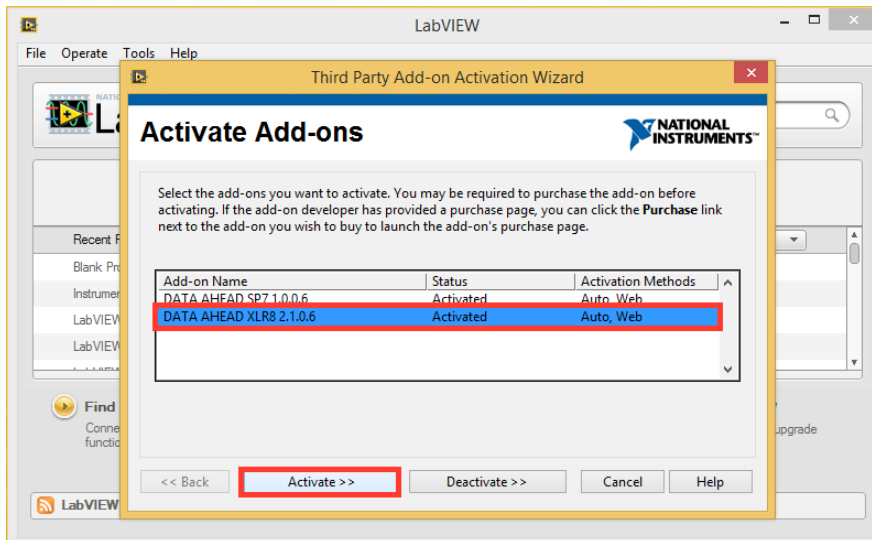 LabVIEW
File Operate Tools Help
Third Party Add-on Activation Wizard
NATIO
Activate Add-ons
NATIONAL
INSTRUMENTS™
Select the add-ons you want to activate. You may be required to purchase the add-on before
activating. If the add-on developer has provided a purchase page, you can click the Purchase link
next to the add-on you wish to buy to launch the add-on's purchase page.
Recent
Blank
Add-on Name Status Activation Methods
Instrumen
DATA AHEAD SP7 1.0.0.6 Activated Auto, Web
LabVIEW
DATA AHEAD XLR8 2.1.0.6 Activated Auto, Web
LabVIEW
Find
Conne
functio
upgrade
<< Back Activate >> Deactivate >> Cancel Help
LabVIEW